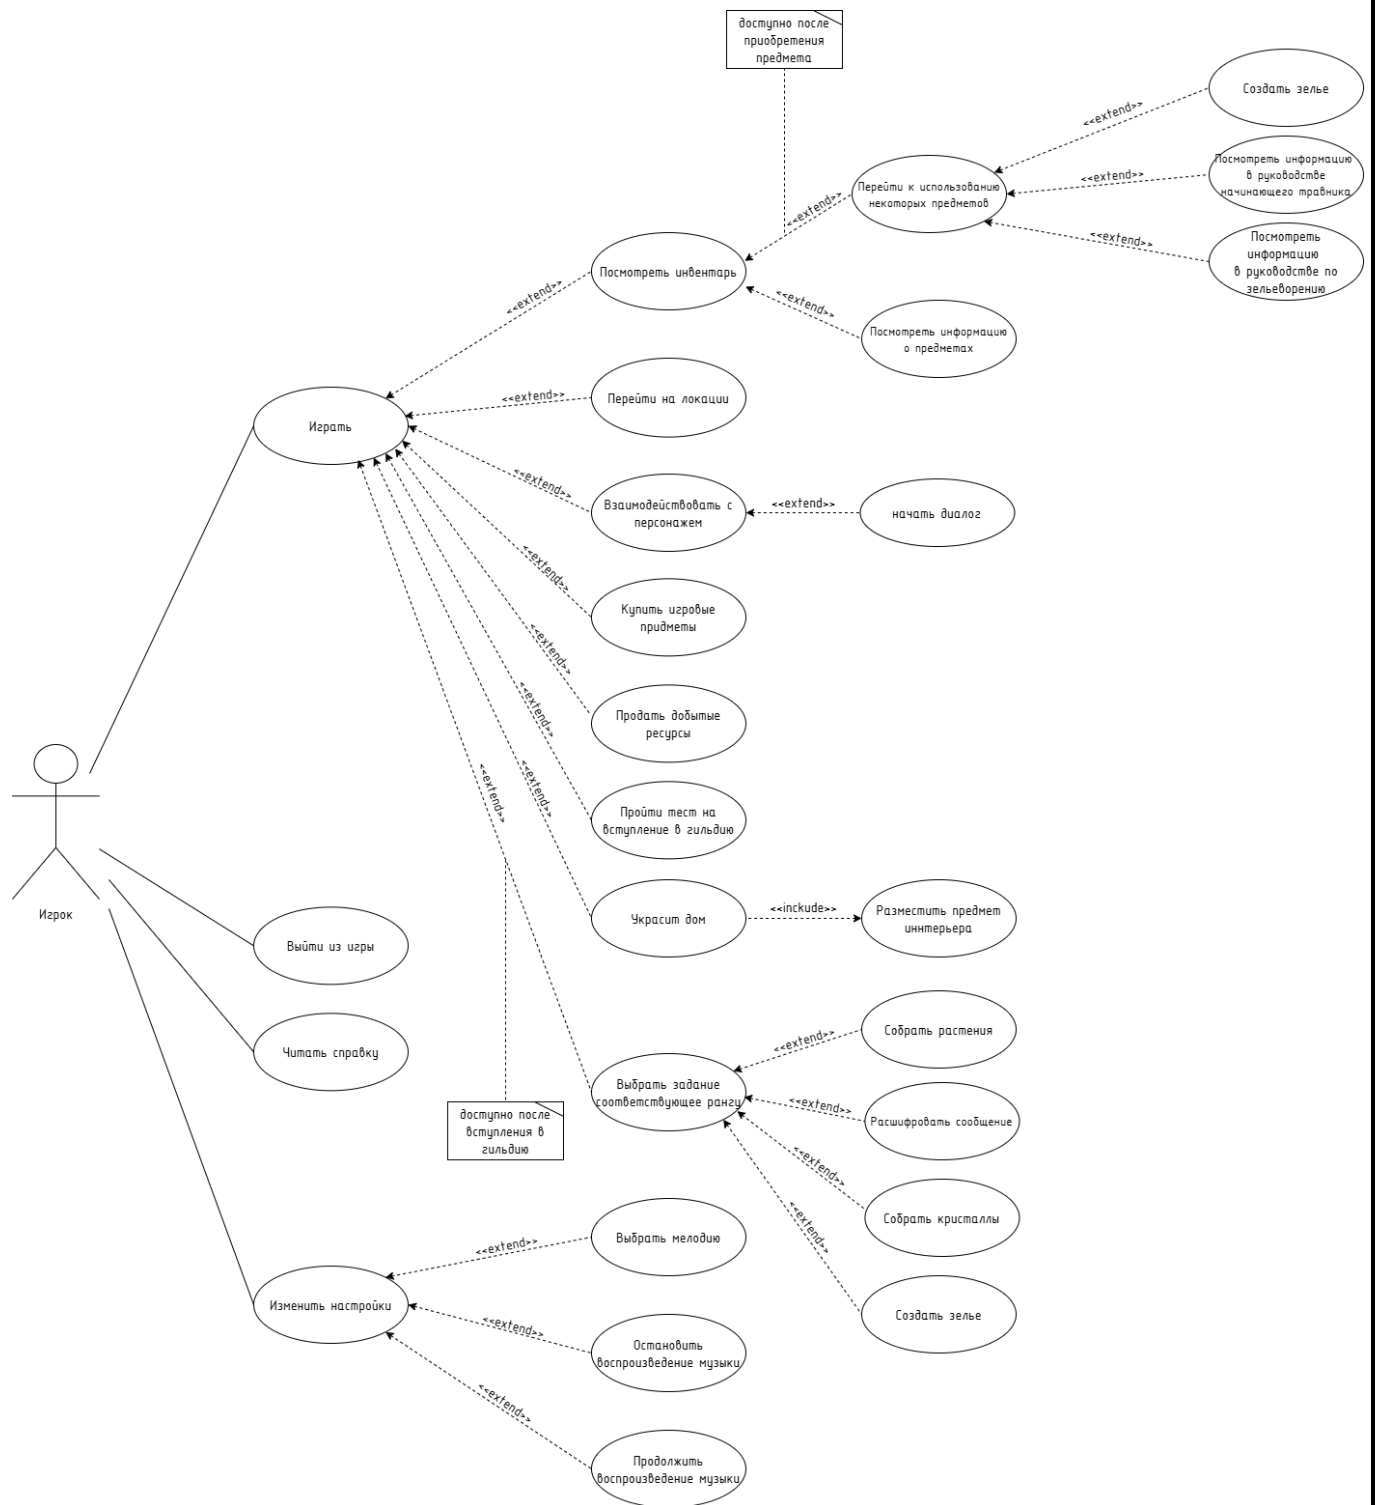 доступно после
приобретения
предмета
Создать зелье
<<extend>>
Посмотреть информацию
в руководстве
начинающего травника
<<extend>>
Перейти к использованию
некоторых предметов
<<extend>>
<<extend>>
Посмотреть
информацию
в руководстве по
зельеворению
Посмотреть инвентарь
<<extend>>
<<extend>>
Посмотреть информацию
о предметах
<<extend>>
Перейти на локации
Играть
<<extend>>
Взаимодействовать с
персонажем
<<extend>>
начать диалог
<<extend>>
Купить игровые
придметы
<<extend>>
Продать добытые
ресурсы
<<extend>>
Пройти тест на
вступление в гильдию
<<extend>>
<<extend>>
Украсит дом
<<inckude>>
Разместить предмет
иннтерьера
Игрок
Выйти из игры
Читать справку
<<extend>>
Собрать растения
Выбрать задание
соответствующее рангу
<<extend>>
Расшифровать сообщение
доступно после
вступления в
гильдию
<<extend>>
Собрать кристаллы
<<extend>>
Создать зелье
<<extend>>
Выбрать мелодию
Изменить настройки
<<extend>>
Остановить
воспроизведение музыки
<<extend>>
Продолжить
воспроизведение музыки